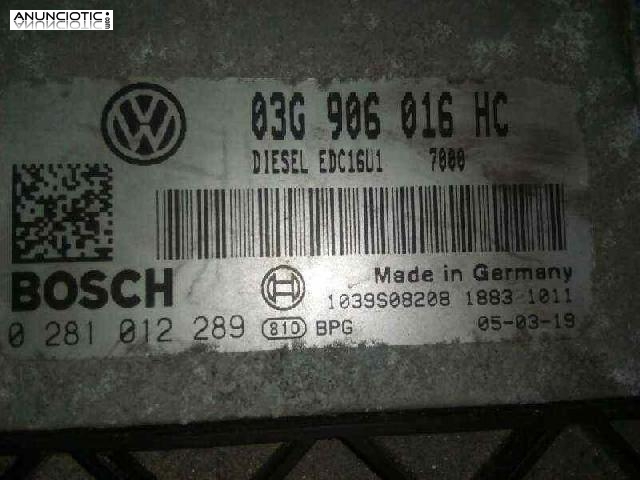 ANUNCIOTIC
03G 906 016 HC
DIESEL EDC16U1 7000
BOSCH
Made in Germany
1039S08208 1883 1011
0 281 012 289 81D BPG 05-03-19